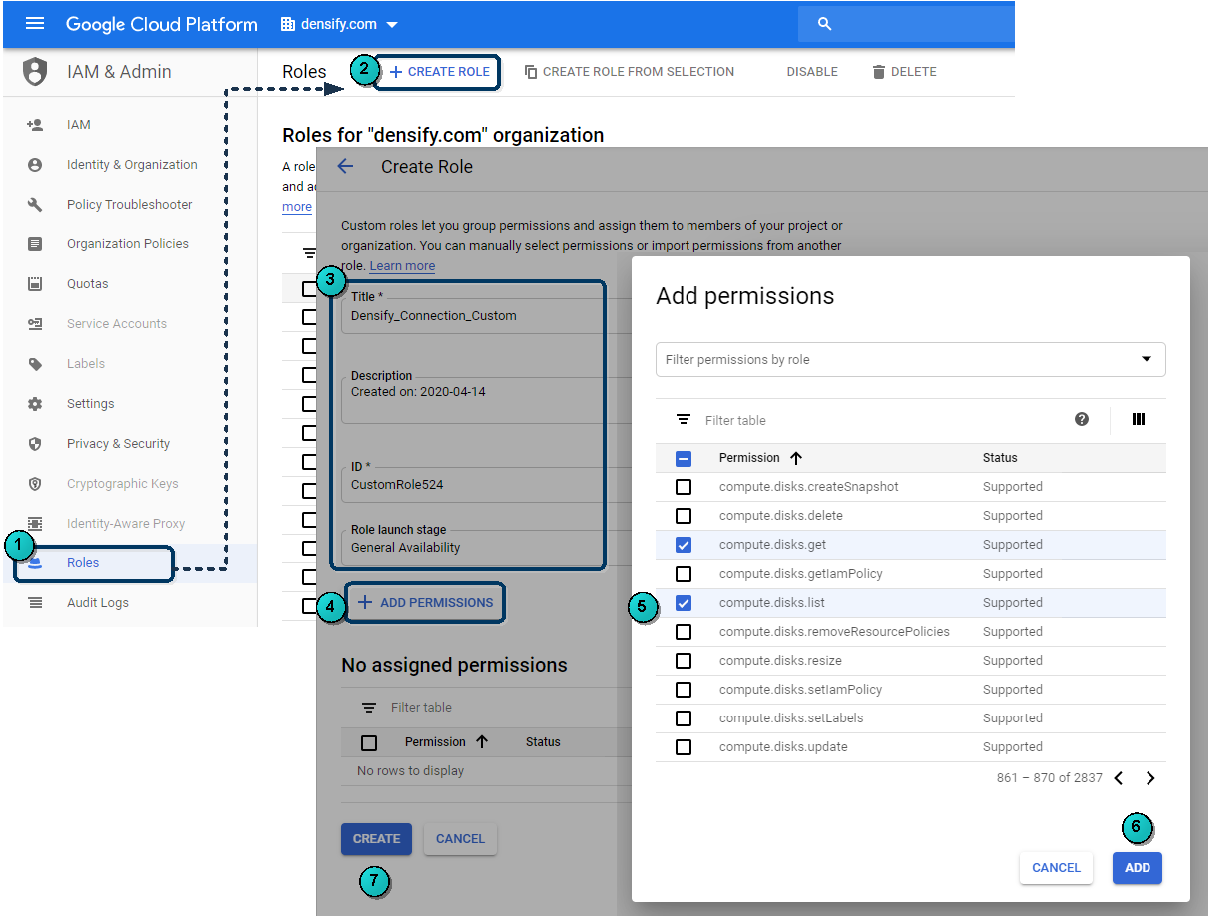 Google Cloud Platform
densify.com
IAM & Admin
Roles
2
CREATE ROLE
CREATE ROLE FROM SELECTION
DISABLE
DELETE
IAM
Identity & Organization
Policy Troubleshooter
Organization Policies
Quotas
Service Accounts
Labels
Settings
Privacy & Security
Cryptographic Keys
Identity-Aware Proxy
1
Roles
Audit Logs
Roles for "densify.com" organization
A role
and
more
Create Role
Custom roles let you group permissions and assign them to members of your project or
organization. You can manually select permissions or import permissions from another
role. Learn more
3
Title *
Densify_Connection_Custom
Description
Created on: 2020-04-14
ID *
CustomRole524
Role launch stage
General Availability
4
ADD PERMISSIONS
No assigned permissions
Filter table
Permission
Status
No rows to display
CREATE
CANCEL
7
Add permissions
Filter permissions by role
Filter table
Permission
Status
compute.disks.createSnapshot
Supported
compute.disks.delete
Supported
compute.disks.get
Supported
compute.disks.getIamPolicy
Supported
5
compute.disks.list
Supported
compute.disks.removeResourcePolicies
Supported
compute.disks.resize
Supported
compute.disks.setIamPolicy
Supported
compute.disks.setLabels
Supported
compute.disks.update
Supported
861 – 870 of 2837
6
CANCEL
ADD